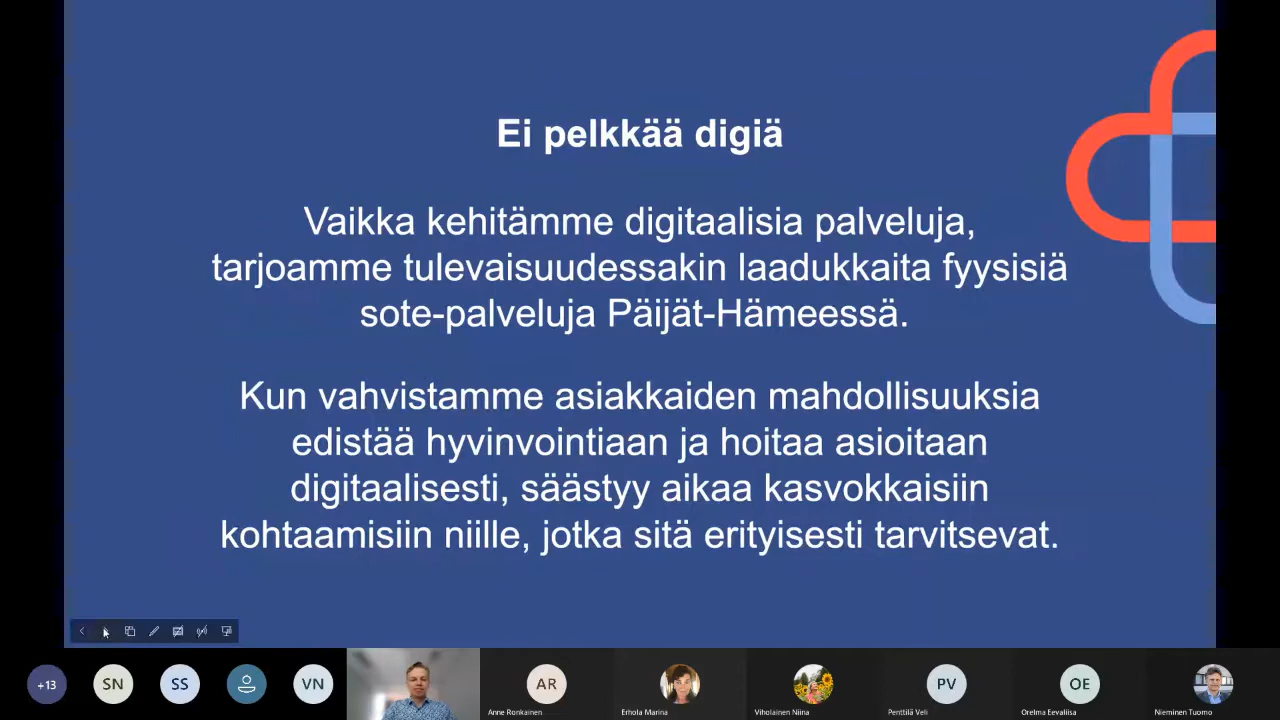 Ei pelkkää digiä
Vaikka kehitämme digitaalisia palveluja,
tarjoamme tulevaisuudessakin laadukkaita fyysisiä
sote-palveluja Päijät-Hämeessä.
Kun vahvistamme asiakkaiden mahdollisuuksia
edistää hyvinvointiaan ja hoitaa asioitaan
digitaalisesti, säästyy aikaa kasvokkaisiin
kohtaamisiin niille, jotka sitä erityisesti tarvitsevat.
+13
SN
SS
VN
AR
PV
OE
Anne Ronkainen
Erhola Marina
Viholainen Niina
Penttilä Veli
Orelma Eevaliisa
Nieminen Tuomo